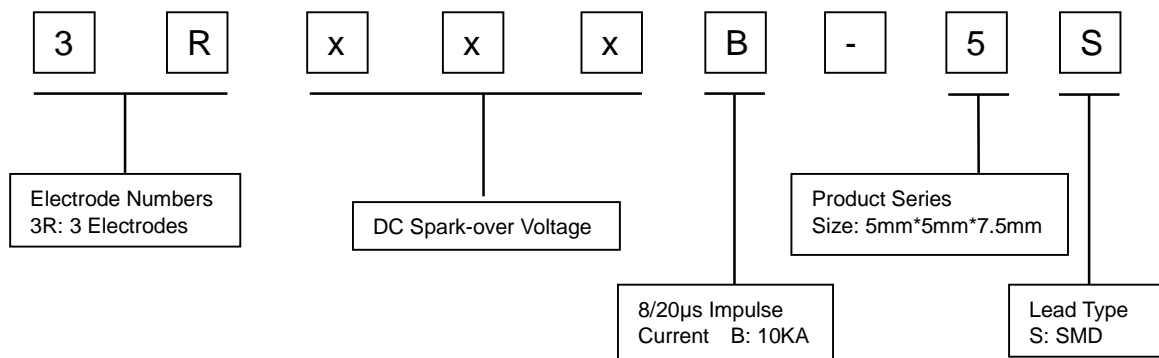 3 R x x x B - 5 S
Electrode Numbers
3R: 3 Electrodes
DC Spark-over Voltage
Product Series
Size: 5mm*5mm*7.5mm
8/20μs Impulse
Current B: 10KA
Lead Type
S: SMD